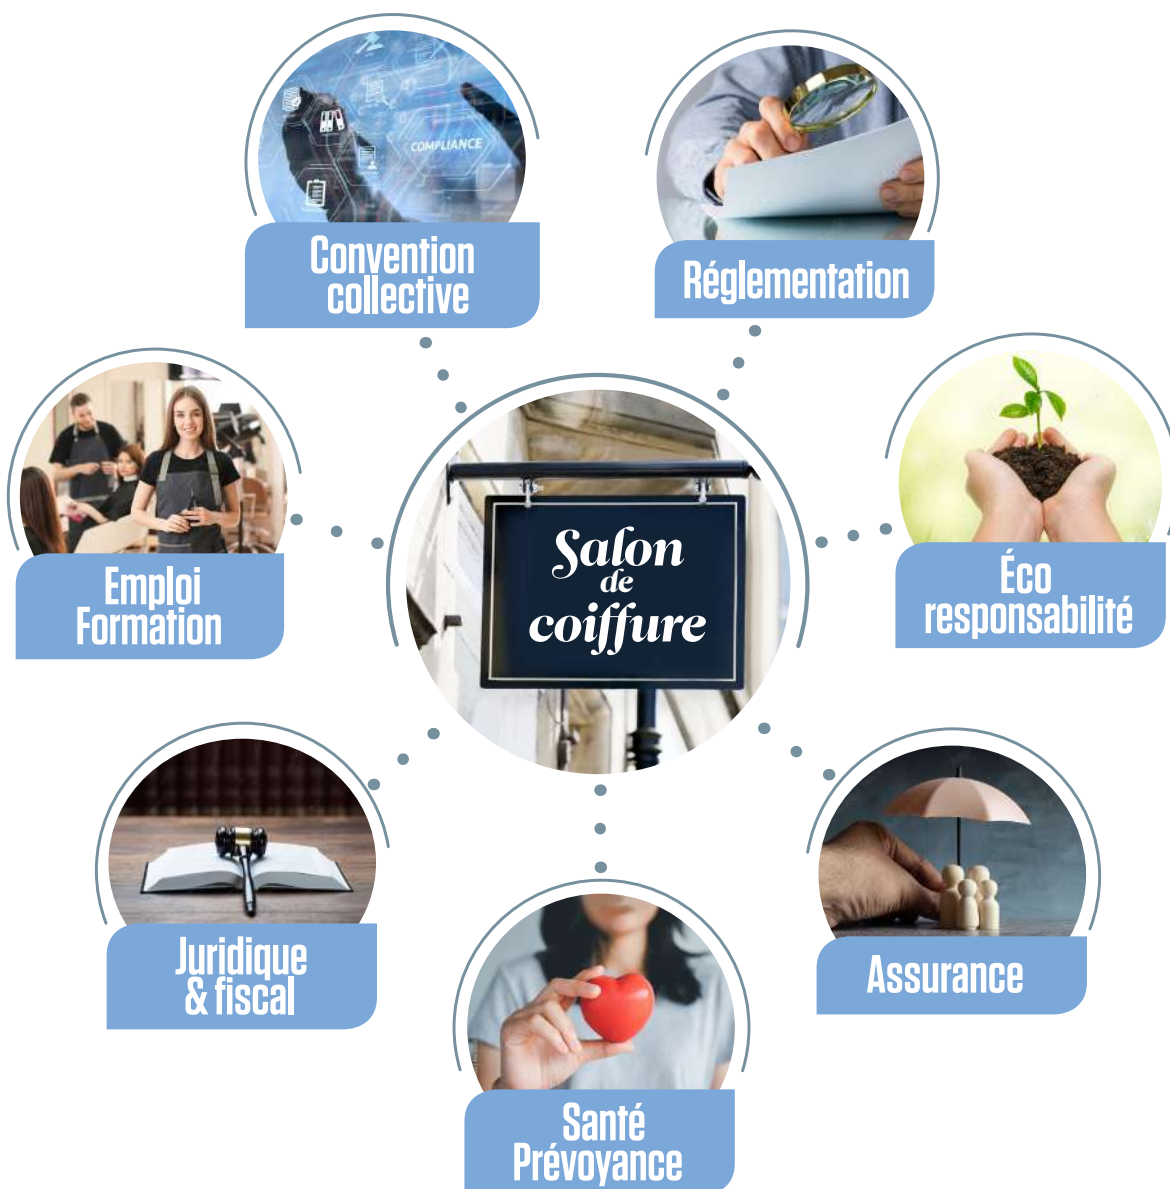 COMPLIANCE
Convention
collective
Réglementation
Emploi
Formation
Salon
de
coiffure
Éco
responsabilité
Juridique
& fiscal
Assurance
Santé
Prévoyance